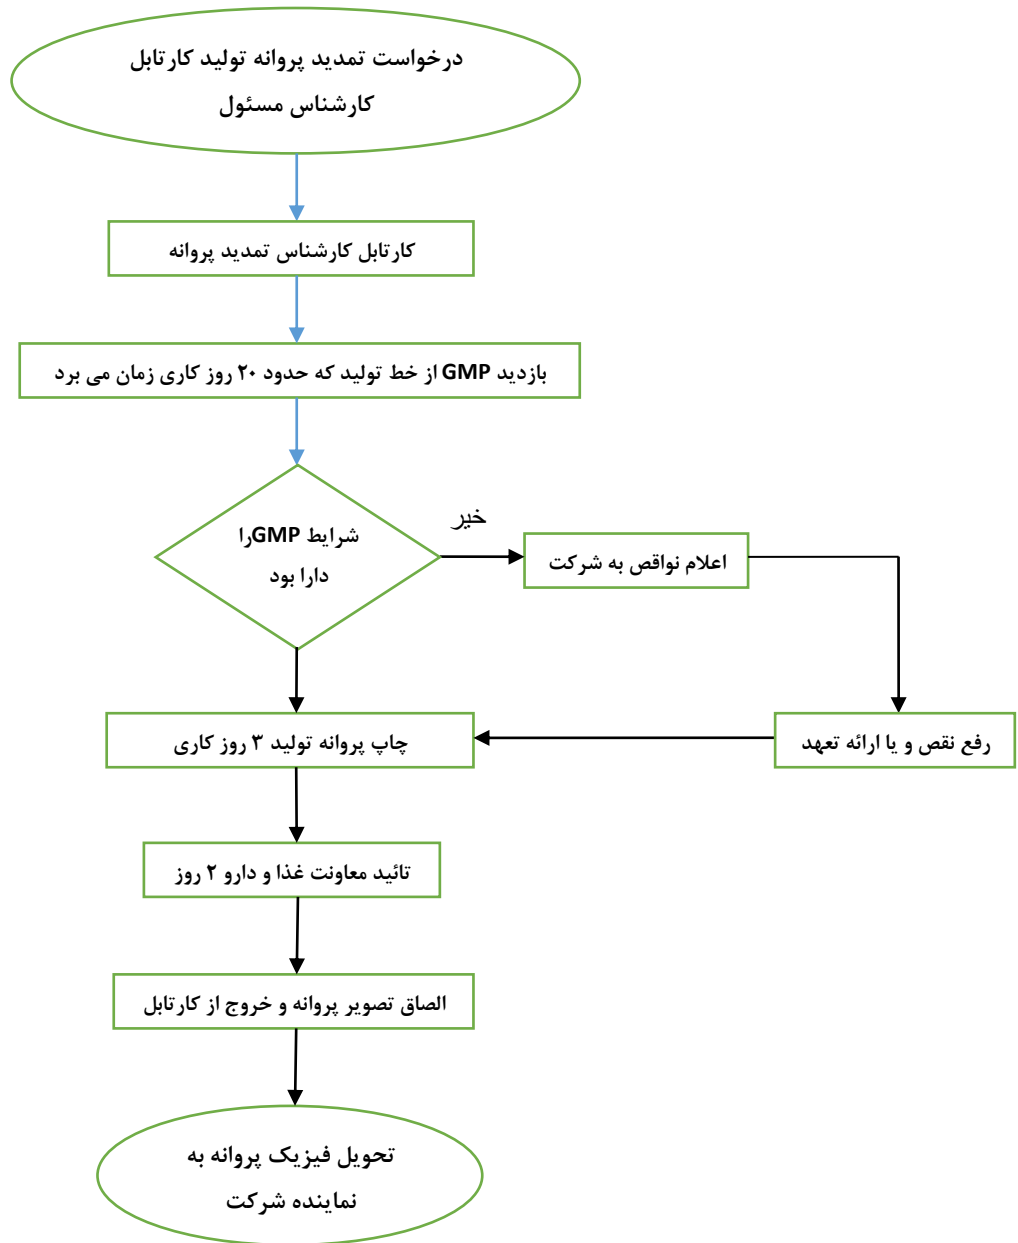 درخواست تمدید پروانه تولید کارتابل
کارشناس مسئول
کارتابل کارشناس تمدید پروانه
بازدید GMP از خط تولید که حدود ۲۰ روز کاری زمان می برد
شرایط GMPرا
دارا بود
خیر
اعلام نواقص به شرکت
رفع نقص و یا ارائه تعهد
چاپ پروانه تولید ۳ روز کاری
تائید معاونت غذا و دارو ۲ روز
الصاق تصویر پروانه و خروج از کارتابل
تحویل فیزیک پروانه به
نماینده شرکت